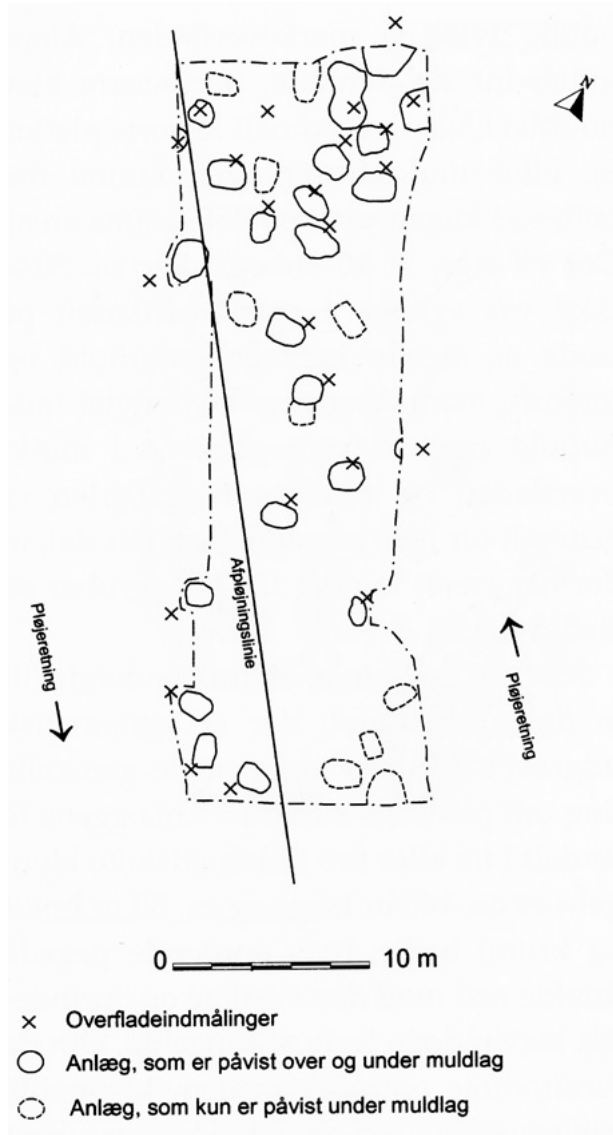 N
Afpløjningslinie
Pløjeretning
Pløjeretning
0 10 m
× Overfladeindmålinger
Anlæg, som er påvist over og under muldlag
Anlæg, som kun er påvist under muldlag